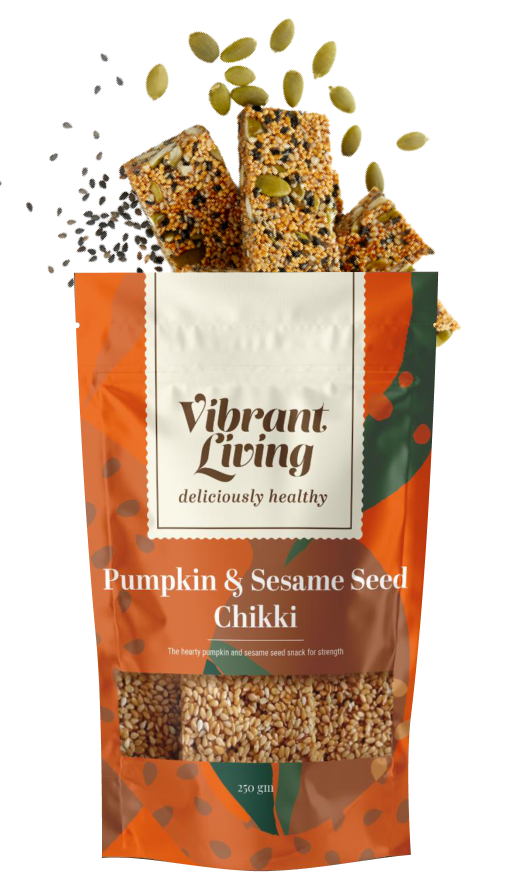 Vibrant
Living
deliciously healthy
Pumpkin & Sesame Seed
Chikki
The hearty pumpkin and sesame seed snack for strength
250 gm